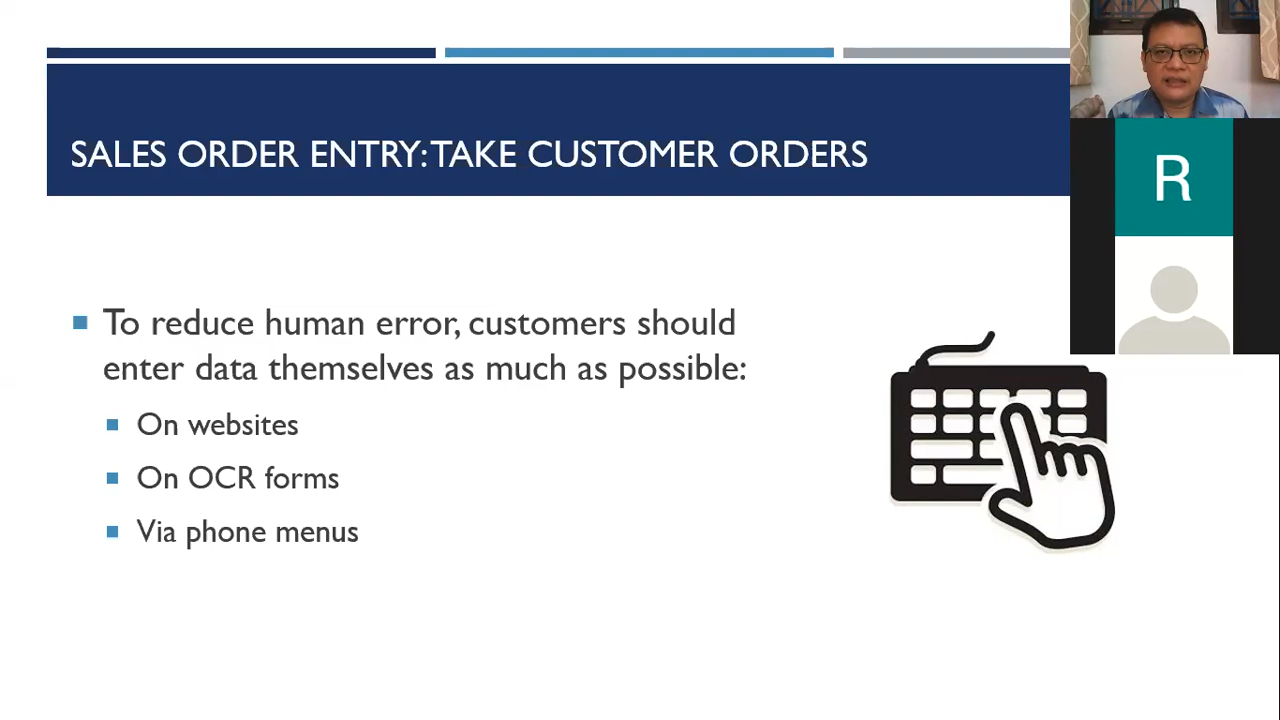 SALES ORDER ENTRY: TAKE CUSTOMER ORDERS
R
To reduce human error, customers should
enter data themselves as much as possible:
On websites
On OCR forms
Via phone menus